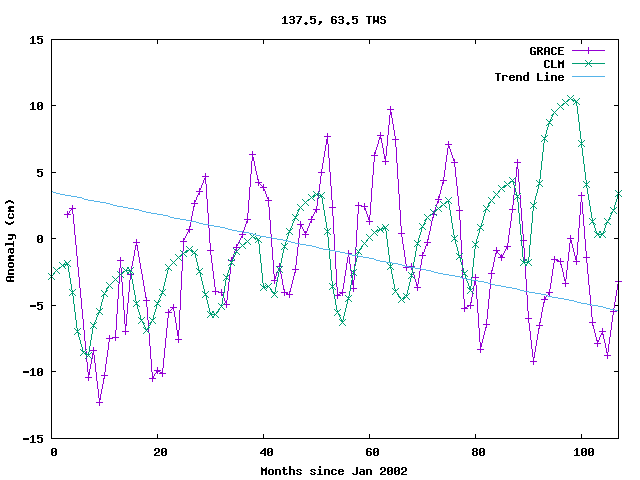 137.5, 63.5 TWS
GRACE
CLM
Trend Line
15
10
5
0
-5
-10
-15
Anomaly (cm)
0 20 40 60 80 100
Months since Jan 2002